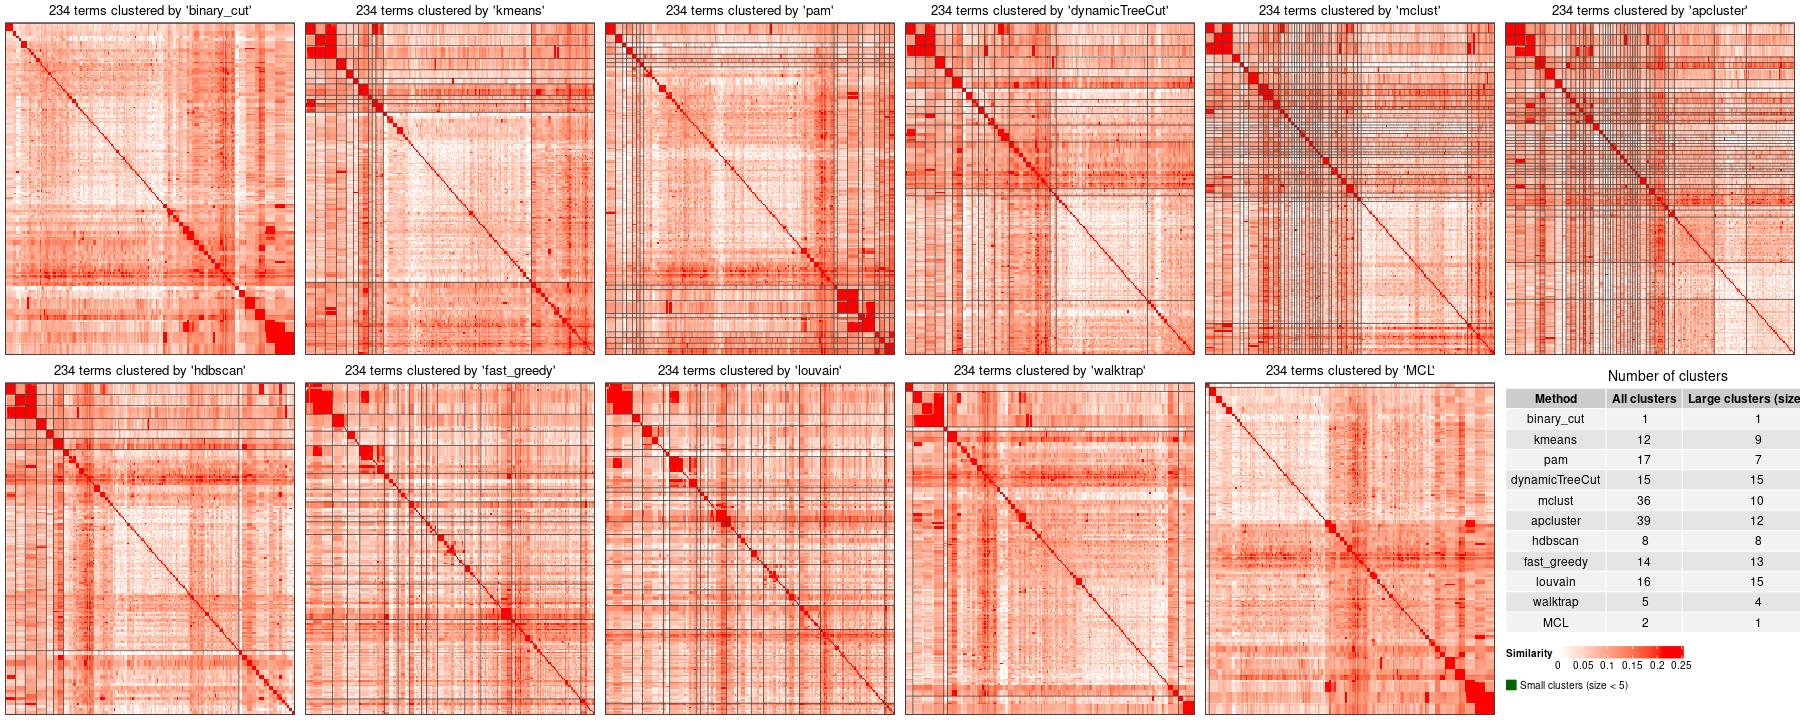 234 terms clustered by 'binary_cut'
234 terms clustered by 'kmeans'
234 terms clustered by 'pam'
234 terms clustered by 'dynamicTreeCut'
234 terms clustered by 'mclust'
234 terms clustered by 'apcluster'
234 terms clustered by 'hdbscan'
234 terms clustered by 'fast_greedy'
234 terms clustered by 'louvain'
234 terms clustered by 'walktrap'
234 terms clustered by 'MCL'
Number of clusters
Method All clusters Large clusters (size
binary_cut 1 1
kmeans 12 9
pam 17 7
dynamicTreeCut 15 15
mclust 36 10
apcluster 39 12
hdbscan 8 8
fast_greedy 14 13
louvain 16 15
walktrap 5 4
MCL 2 1
Similarity
0 0.05 0.1 0.15 0.2 0.25
Small clusters (size < 5)